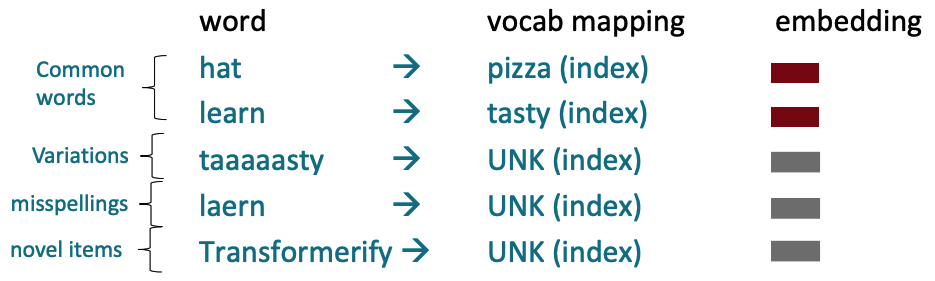 word vocab mapping embedding
Common words hat → pizza (index)
learn → tasty (index)
Variations taaaaasty → UNK (index)
misspellings laern → UNK (index)
novel items Transformerify → UNK (index)